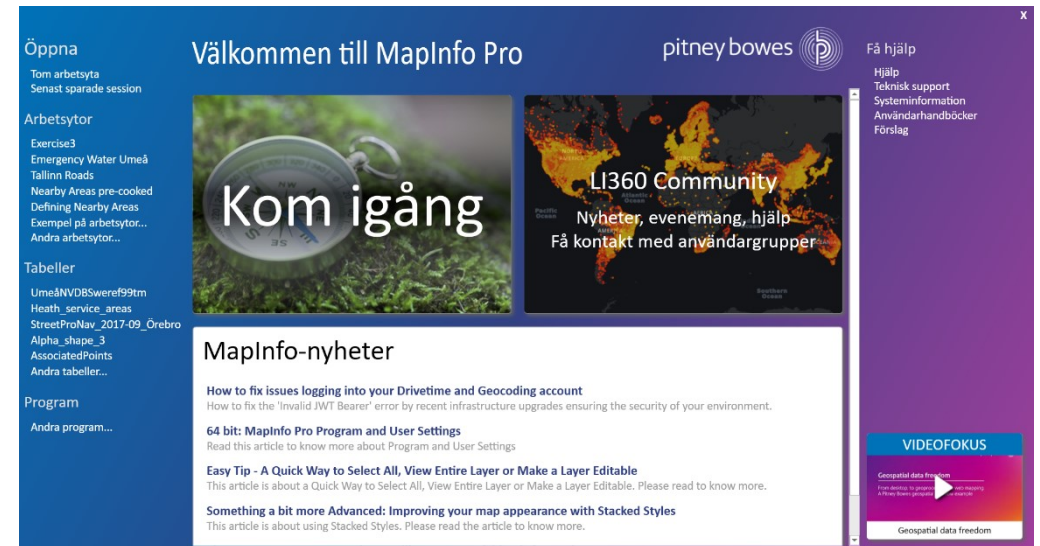 X
Öppna
Tom arbetsyta
Senast sparade session
Arbetsytor
Exercise3
Emergency Water Umeå
Tallinn Roads
Nearby Areas pre-cooked
Defining Nearby Areas
Exempel på arbetsytor...
Andra arbetsytor...
Tabeller
UmeåNVDBSweref99tm
Heath_service_areas
StreetProNav_2017-09_Örebro
Alpha_shape_3
AssociatedPoints
Andra tabeller...
Program
Andra program...
Välkommen till MapInfo Pro
pitney bowes
Kom igång
LI360 Community
Nyheter, evenemang, hjälp
Få kontakt med användargrupper
Pacific
Ocean
Atlantic
Ocean
Southern
Ocean
MapInfo-nyheter
How to fix issues logging into your Drivetime and Geocoding account
How to fix the 'Invalid JWT Bearer' error by recent infrastructure upgrades ensuring the security of your environment.
64 bit: MapInfo Pro Program and User Settings
Read this article to know more about Program and User Settings
Easy Tip - A Quick Way to Select All, View Entire Layer or Make a Layer Editable
This article is about a Quick Way to Select All, View Entire Layer or Make a Layer Editable. Please read to know more.
Something a bit more Advanced: Improving your map appearance with Stacked Styles
This article is about using Stacked Styles. Please read the article to know more.
Få hjälp
Hjälp
Teknisk support
Systeminformation
Användarhandböcker
Förslag
VIDEOFOKUS
Geospatial data freedom
Geospatial data freedom